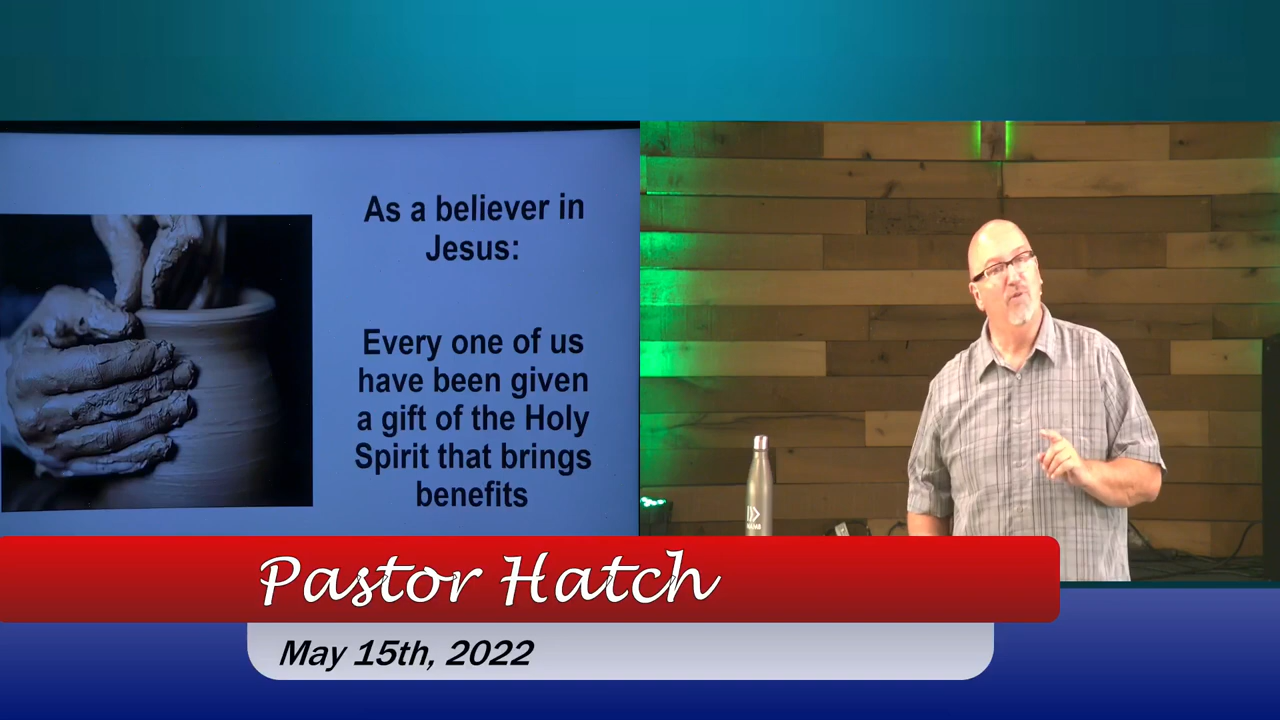 As a believer in
Jesus:
Every one of us
have been given
a gift of the Holy
Spirit that brings
benefits
Pastor Hatch
May 15th, 2022